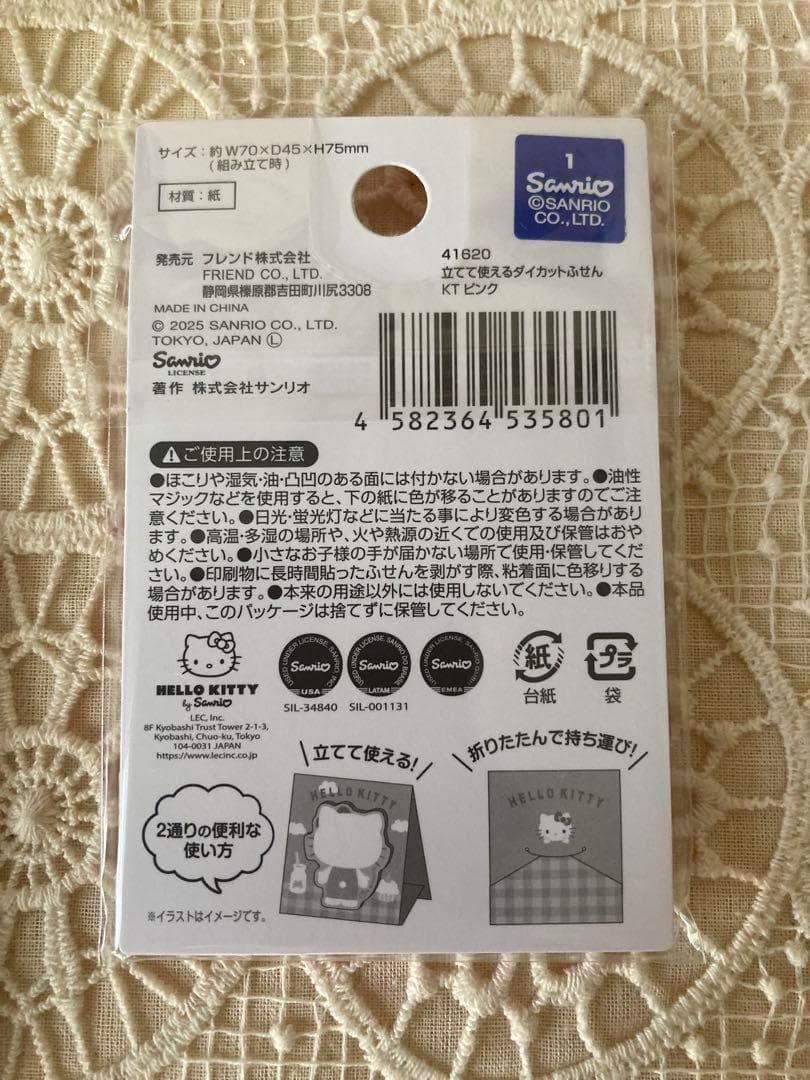 サイズ：約 W70×D45×H75mm
(組み立て時)
材質：紙
1
Sanrio
©SANRIO
CO.,LTD.
発売元 フレンド株式会社
FRIEND CO., LTD.
静岡県榛原郡吉田町川尻3308
MADE IN CHINA
© 2025 SANRIO CO., LTD.
TOKYO, JAPAN Ⓛ
Sanrio
LICENSE
著作 株式会社サンリオ
41620
立てて使えるダイカットふせん
KT ピンク
4 582364 535801
ご使用上の注意
●ほこりや湿気・油・凸凹のある面には付かない場合があります。●油性
マジックなどを使用すると、下の紙に色が移ることがありますのでご注
意ください。●日光・蛍光灯などに当たる事により変色する場合があり
ます。●高温・多湿の場所や、火や熱源の近くでの使用及び保管はおや
めください。●小さなお子様の手が届かない場所で使用・保管してくだ
さい。●印刷物に長時間貼ったふせんを剥がす際、粘着面に色移りする
場合があります。●本来の用途以外には使用しないでください。●本品
使用中、このパッケージは捨てずに保管してください。
HELLO KITTY
by Sanrio
LEC, Inc.
8F Kyobashi Trust Tower 2-1-3,
Kyobashi, Chuo-ku, Tokyo
104-0031 JAPAN
https://www.lecinc.co.jp
USED UNDER LICENSE. SANRIO INC
Sanrio
USA
SIL-34840
USED UNDER LICENSE. SANRIO DO BRASIL
Sanrio
LATAM
SIL-001131
USED UNDER LICENSE. SANRIO GMBH
Sanrio
EMEA
紙
台紙
プラ
袋
2通りの便利な
使い方
立てて使える!
HELLO KITTY
折りたたんで持ち運び!
HELLO KITTY
※イラストはイメージです。